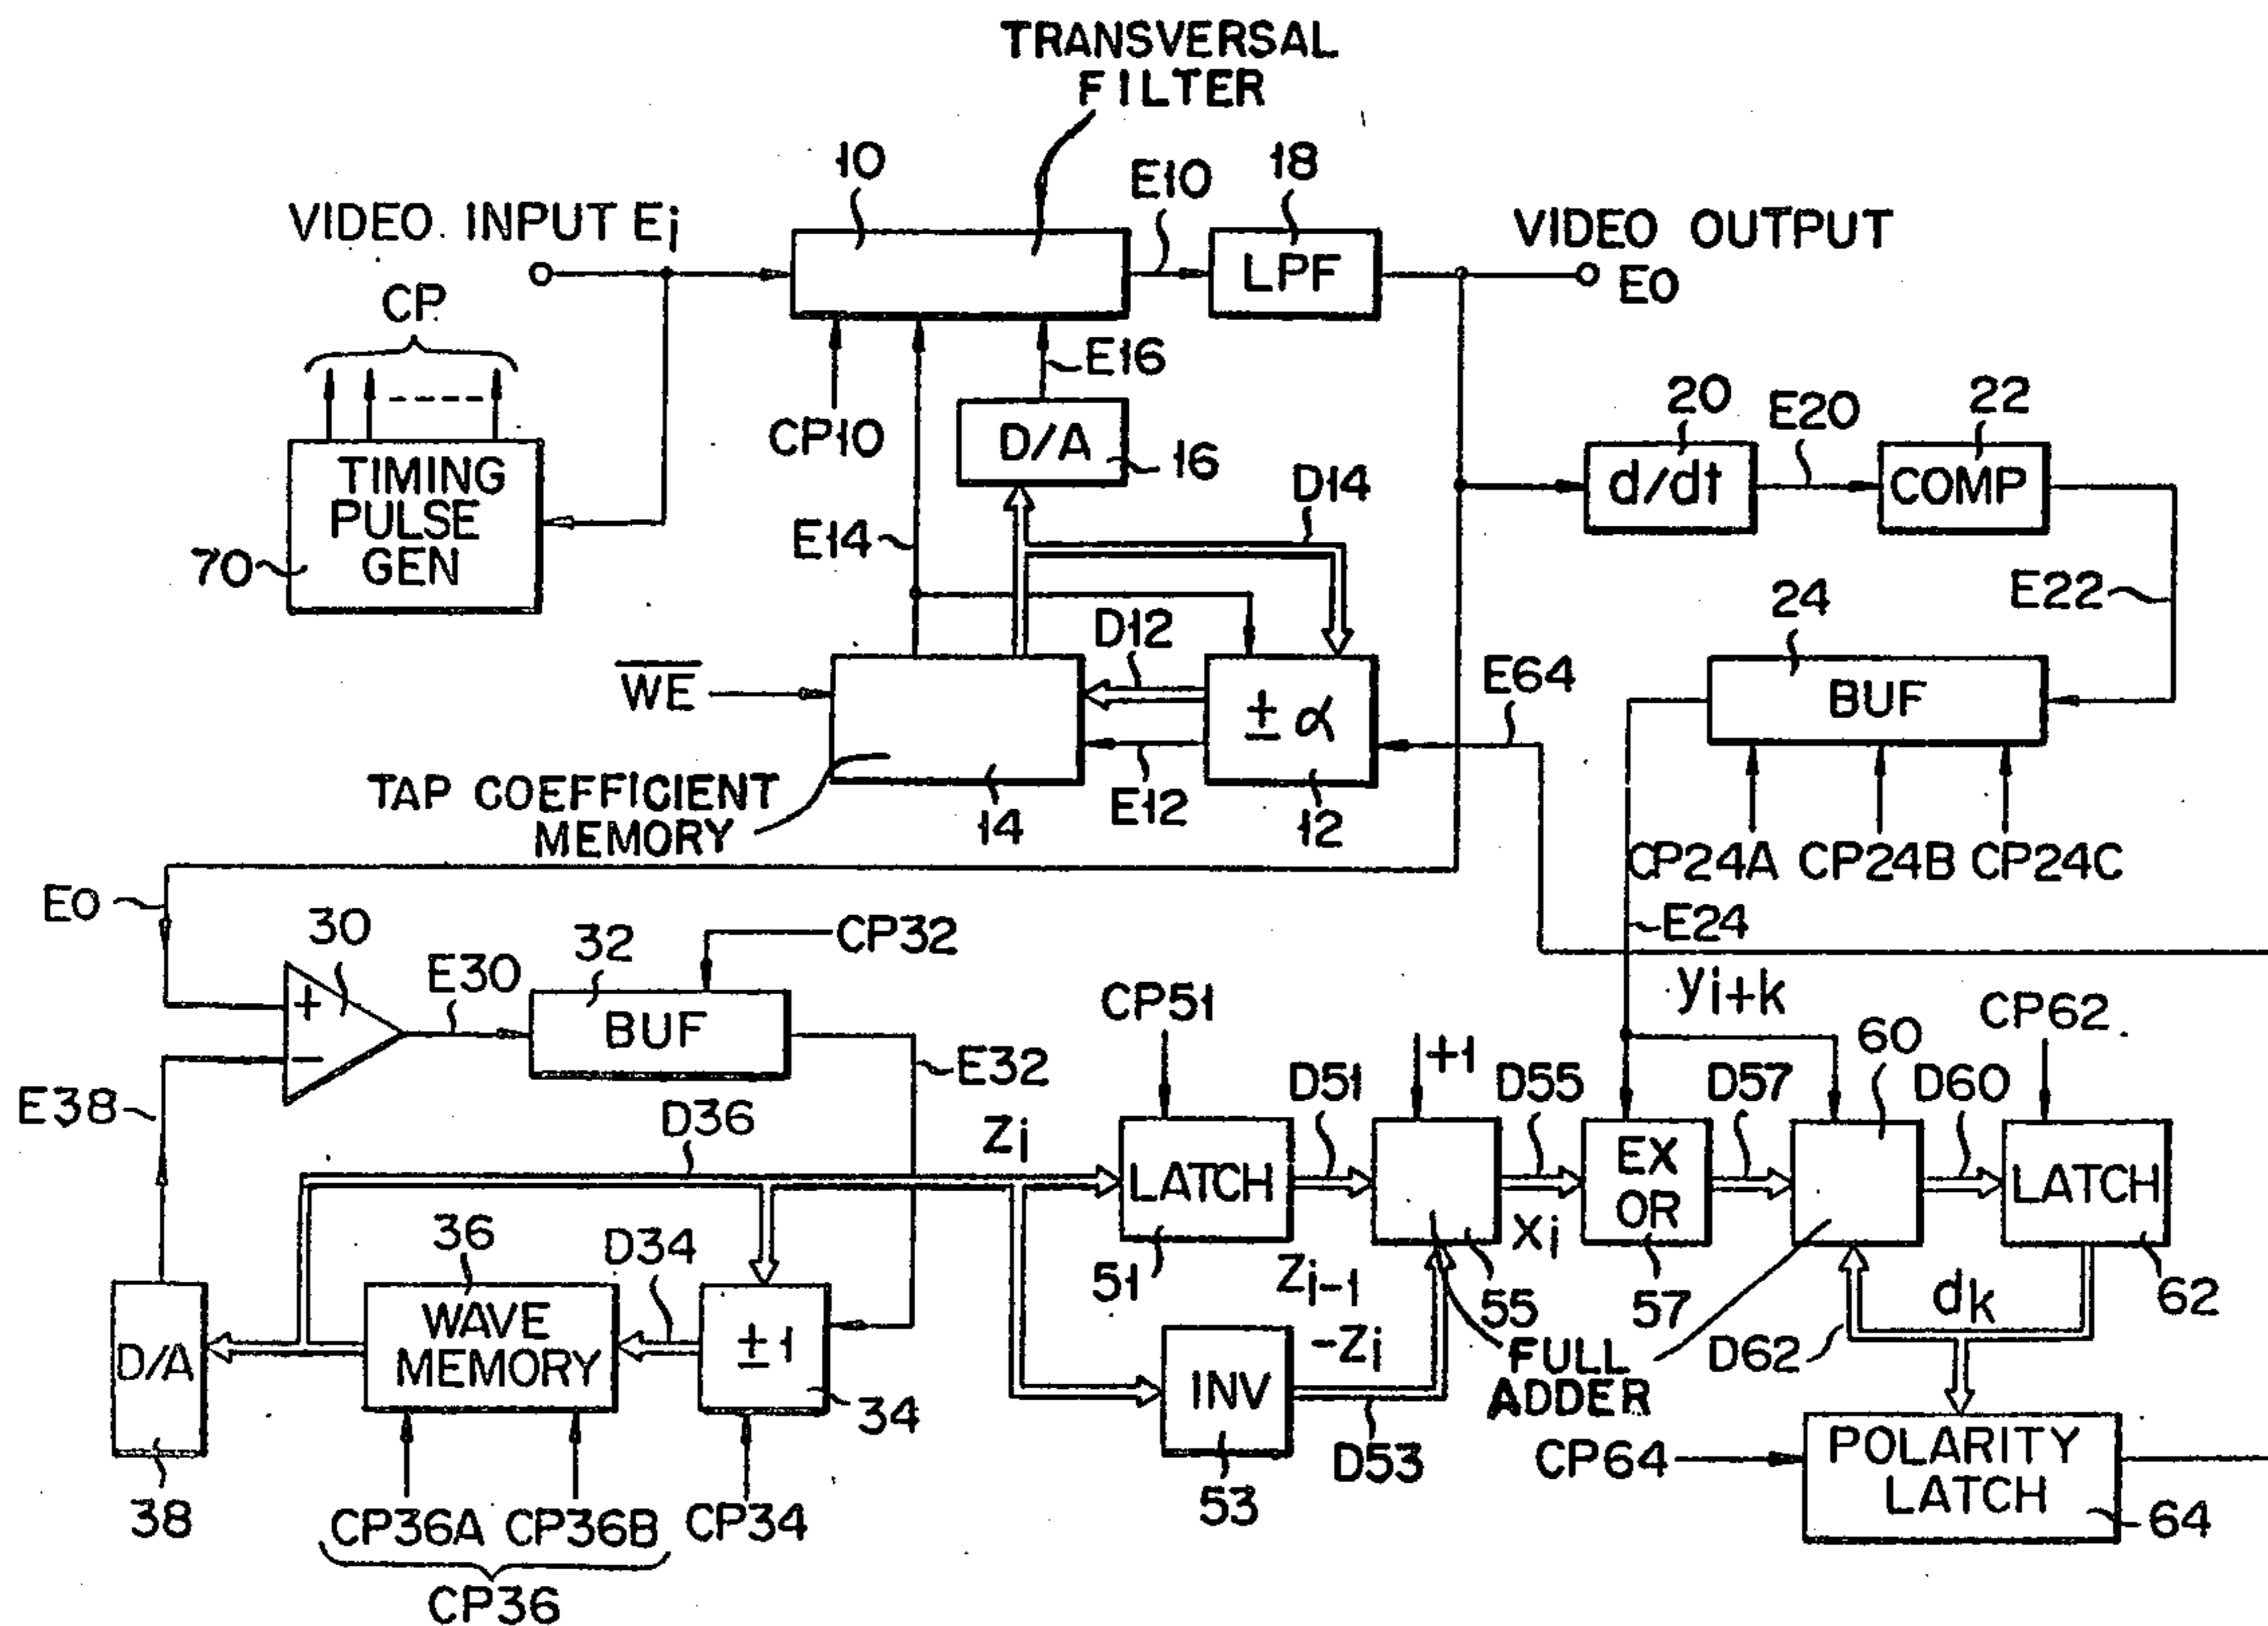 TRANSVERSAL
FILTER
10
E10
18
VIDEO. INPUT Ei
LPF
VIDEO OUTPUT
EO
CP
E16
CP10
D/A
16
20
E20
22
d/dt
COMP
TIMING
PULSE
GEN
70
E14
D14
E22
24
BUF
D12
WE
± α
E64
TAP COEFFICIENT
MEMORY
14
E12
12
CP24A CP24B CP24C
EO
30
+
−
E30
32
BUF
CP32
E24
yi+k
CP51
+1
60
CP62
E38
E32
D36
Zi
D51
D55
D57
D60
LATCH
51
Zi-1
Xi
EX
OR
57
LATCH
62
36
D34
WAVE
MEMORY
±1
34
D/A
38
55
FULL
ADDER
-Zi
INV
53
D53
D62
dk
CP36A CP36B CP34
CP36
CP64
POLARITY
LATCH
64